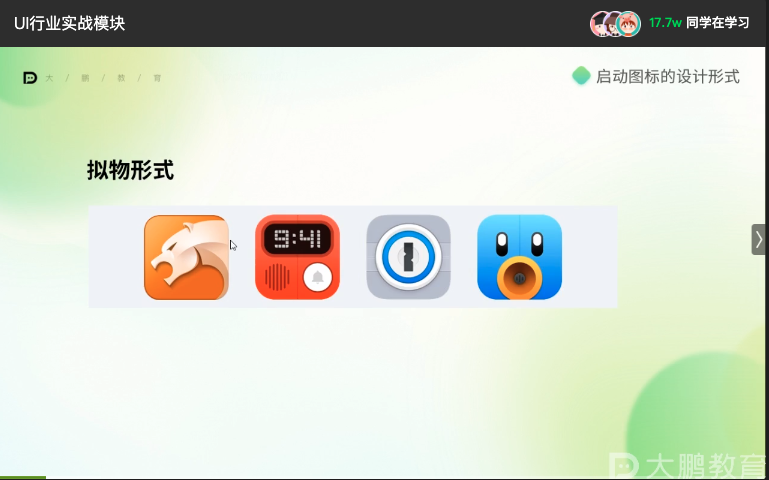 UI行业实战模块
17.7w 同学在学习
大 / 鹏 / 教 / 育
启动图标的设计形式
拟物形式
9:41
大鹏教育